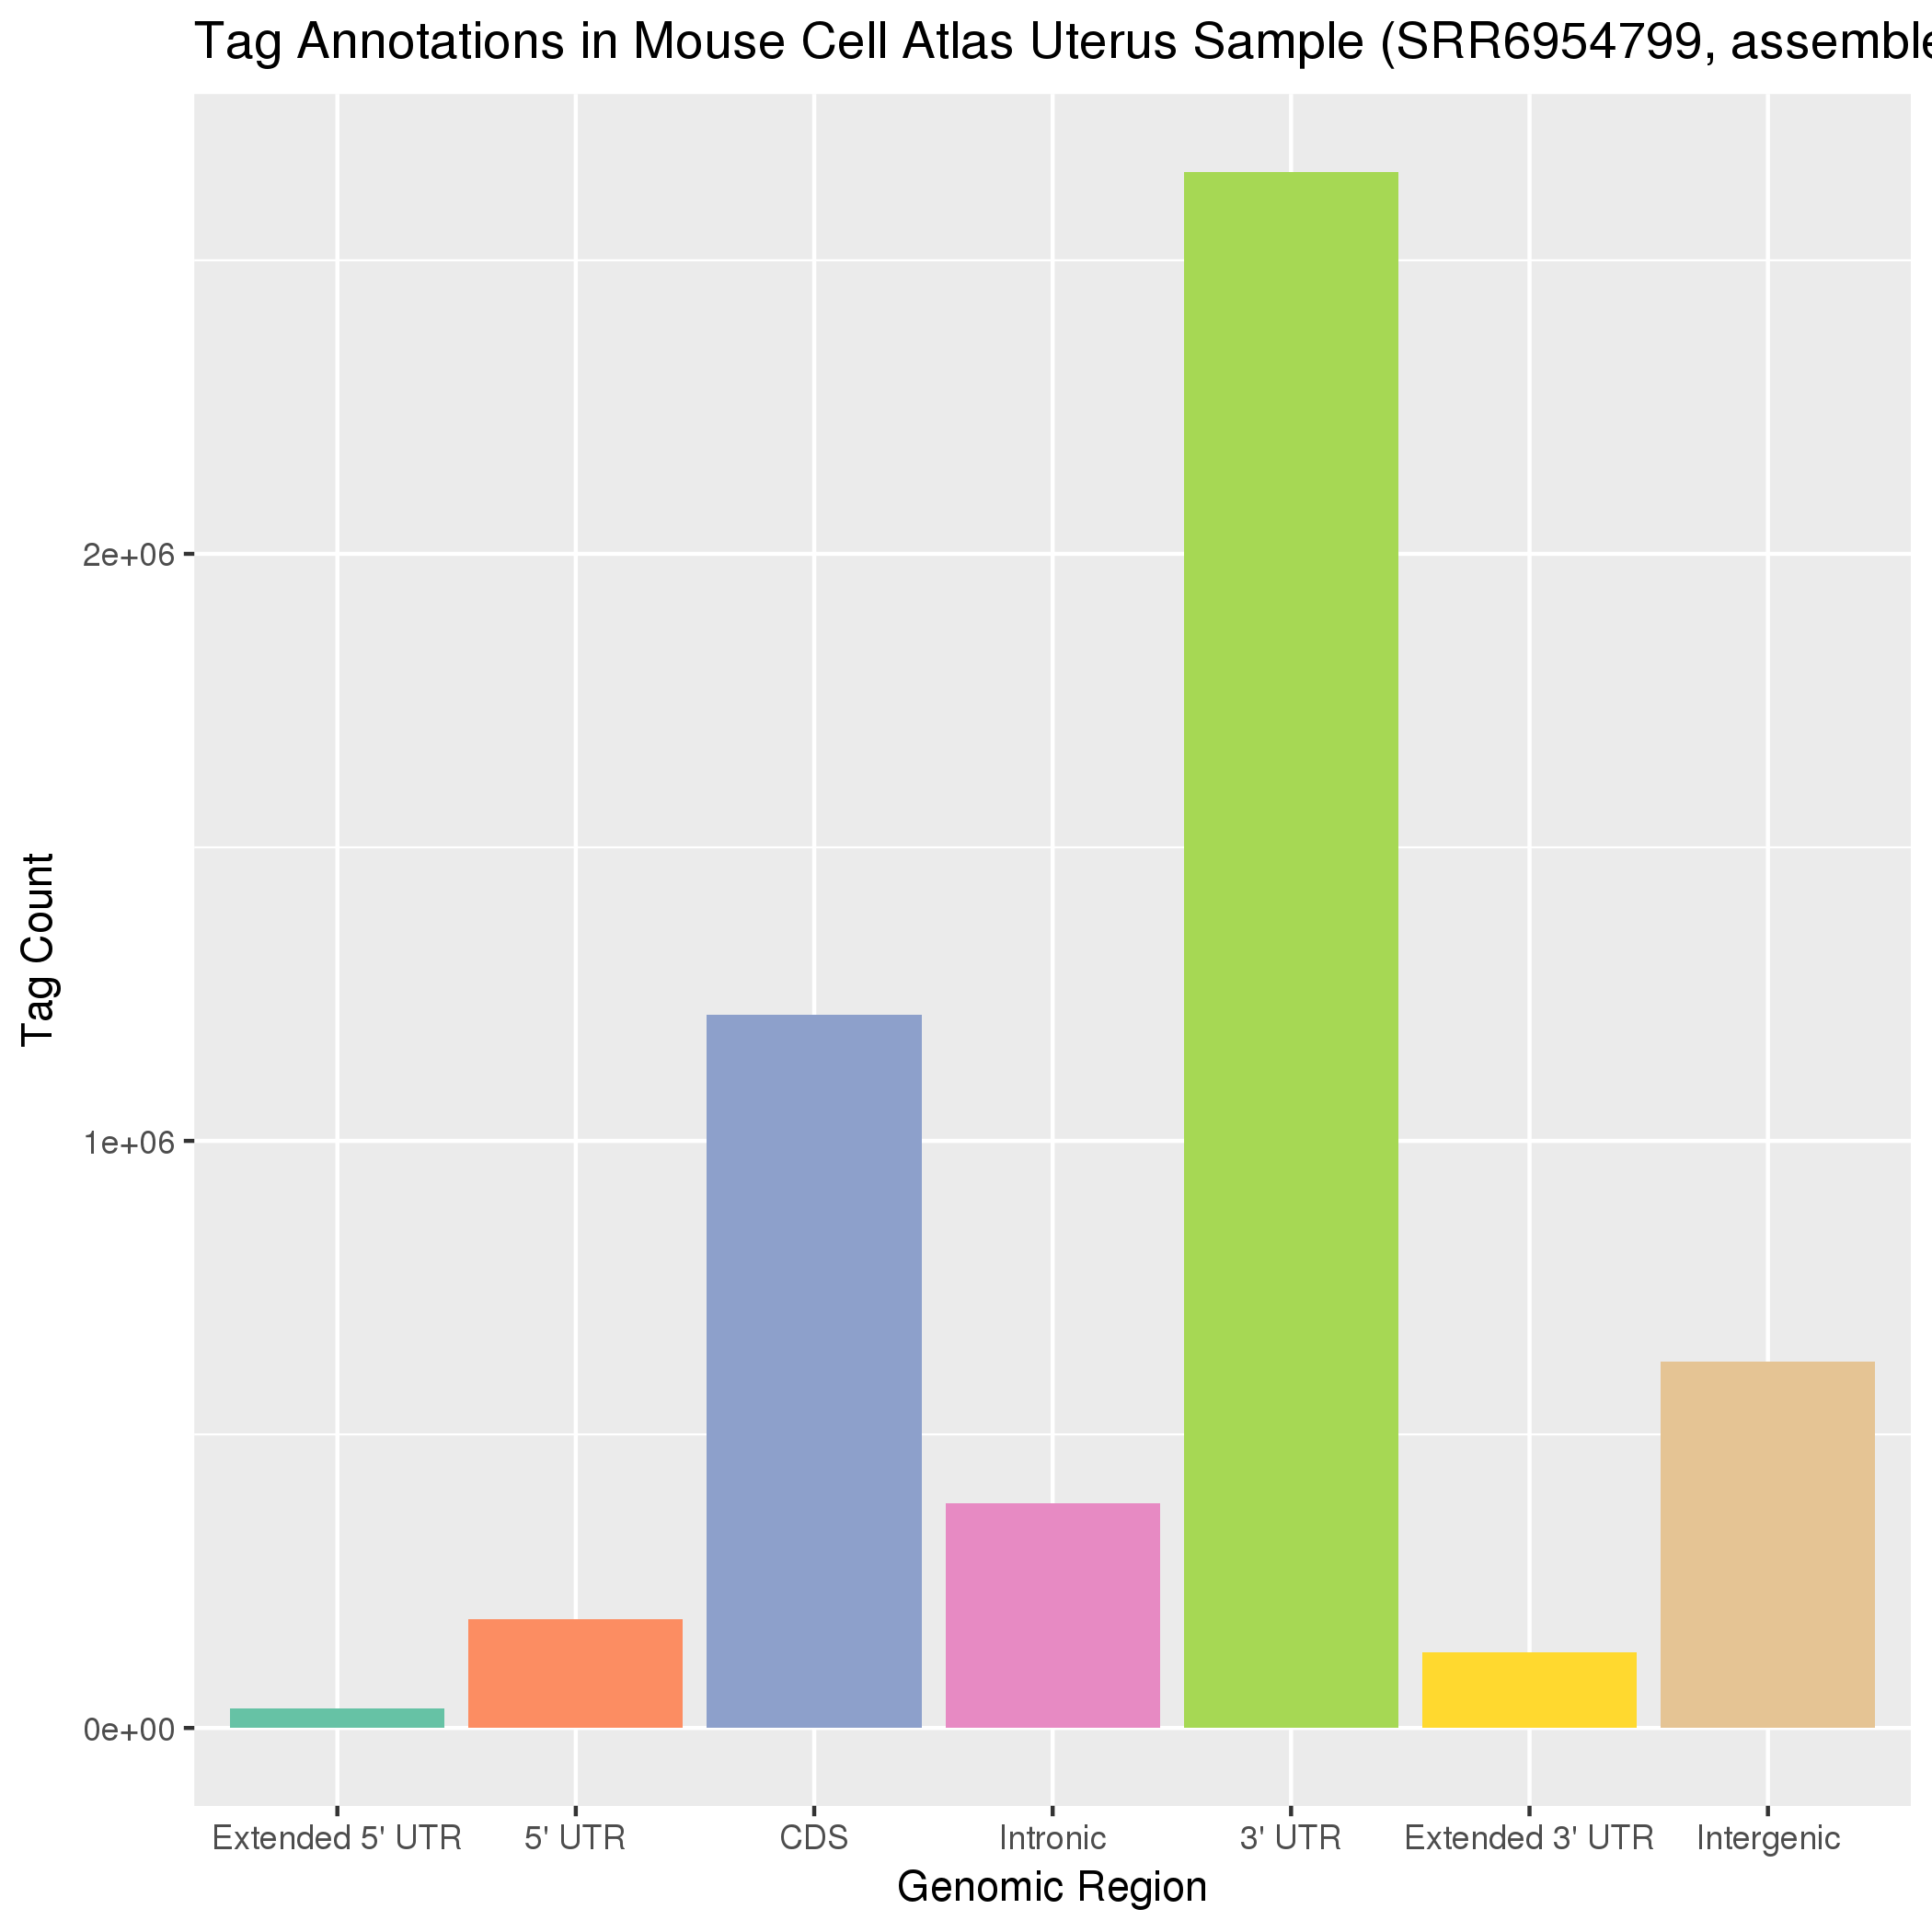 Tag Annotations in Mouse Cell Atlas Uterus Sample (SRR6954799, assemble
Tag Count
2e+06
1e+06
0e+00
Extended 5' UTR 5' UTR CDS Intronic 3' UTR Extended 3' UTR Intergenic
Genomic Region